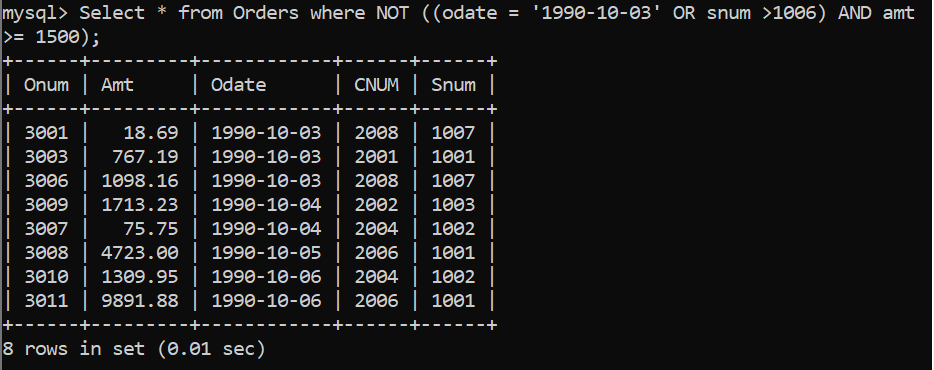 mysql> Select * from Orders where NOT ((odate = '1990-10-03' OR snum >1006) AND amt
>= 1500);
+------+---------+------------+------+------+
| Onum | Amt     | Odate      | CNUM | Snum |
+------+---------+------------+------+------+
| 3001 |   18.69 | 1990-10-03 | 2008 | 1007 |
| 3003 |  767.19 | 1990-10-03 | 2001 | 1001 |
| 3006 | 1098.16 | 1990-10-03 | 2008 | 1007 |
| 3009 | 1713.23 | 1990-10-04 | 2002 | 1003 |
| 3007 |   75.75 | 1990-10-04 | 2004 | 1002 |
| 3008 | 4723.00 | 1990-10-05 | 2006 | 1001 |
| 3010 | 1309.95 | 1990-10-06 | 2004 | 1002 |
| 3011 | 9891.88 | 1990-10-06 | 2006 | 1001 |
+------+---------+------------+------+------+
8 rows in set (0.01 sec)